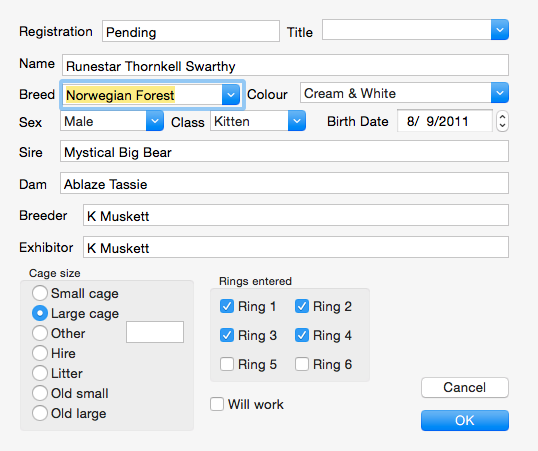 Registration Pending Title
Name Runestar Thornkell Swarthy
Breed Norwegian Forest Colour Cream & White
Sex Male Class Kitten Birth Date 8/ 9/2011
Sire Mystical Big Bear
Dam Ablaze Tassie
Breeder K Muskett
Exhibitor K Muskett
Cage size Rings entered
Small cage
Large cage Ring 1 Ring 2
Other Ring 3 Ring 4
Hire Ring 5 Ring 6
Litter
Old small Cancel
Old large Will work OK